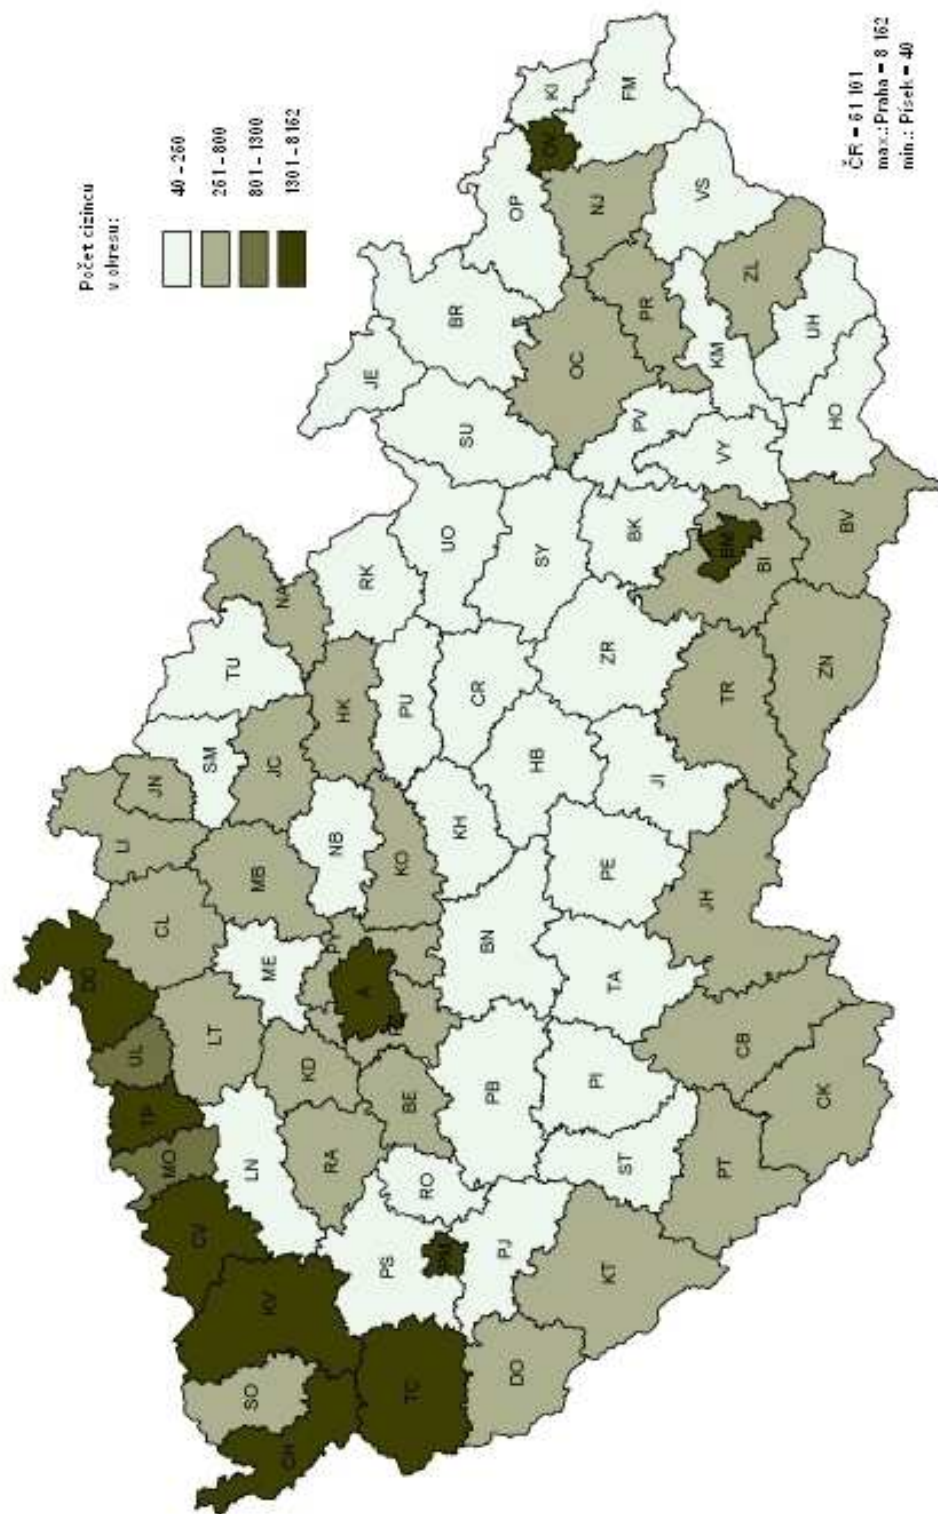 Počet cizinců
v okresu:
40 - 260
261 - 800
801 - 1300
1301 - 8162
ČR = 61 101
max.: Praha = 8 162
min.: Písek = 40
KI
FM
OP
NJ
VS
BR
PR
ZL
JE
OC
KM
UH
SU
PV
VY
HO
UO
SY
BK
BM
BI
BV
RK
NA
TU
HK
PU
CR
ZR
TR
ZN
SM
JC
JN
LI
HB
JI
NB
KH
MB
KO
PE
JH
CL
BN
ME
A
TA
DC
LT
CB
UL
KD
BE
PB
PI
CK
TP
MO
LN
RA
RO
ST
PT
CV
PS
PJ
KT
KV
SO
TC
DO
CH